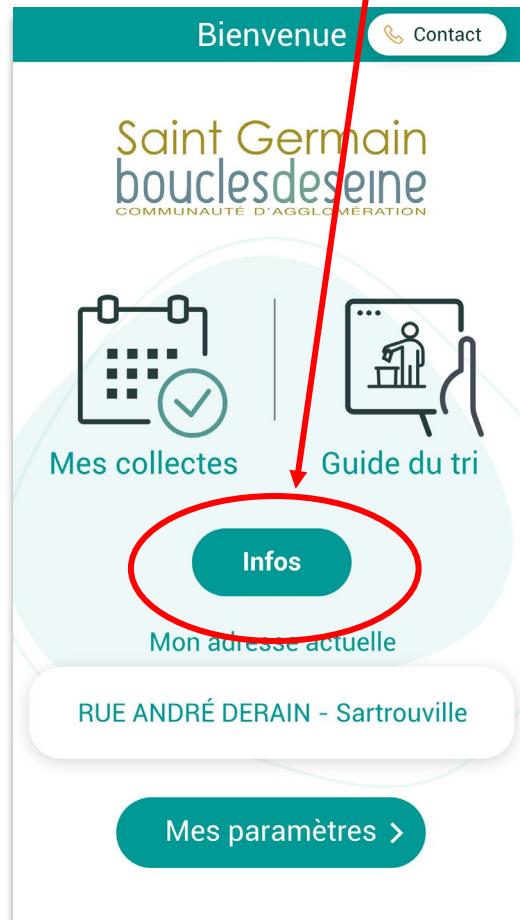 Bienvenue
Contact
Saint Germain
bouclesdeseine
COMMUNAUTÉ D'AGGLOMÉRATION
Mes collectes
Guide du tri
Infos
Mon adresse actuelle
RUE ANDRÉ DERAIN - Sartrouville
Mes paramètres >